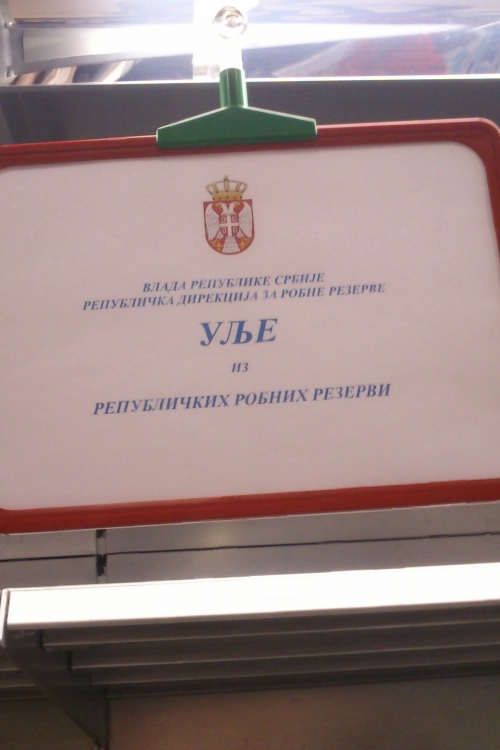 ВЛАДА РЕПУБЛИКЕ СРБИЈЕ
РЕПУБЛИЧКА ДИРЕКЦИЈА ЗА РОБНЕ РЕЗЕРВЕ
УЉЕ
ИЗ
РЕПУБЛИЧКИХ РОБНИХ РЕЗЕРВИ